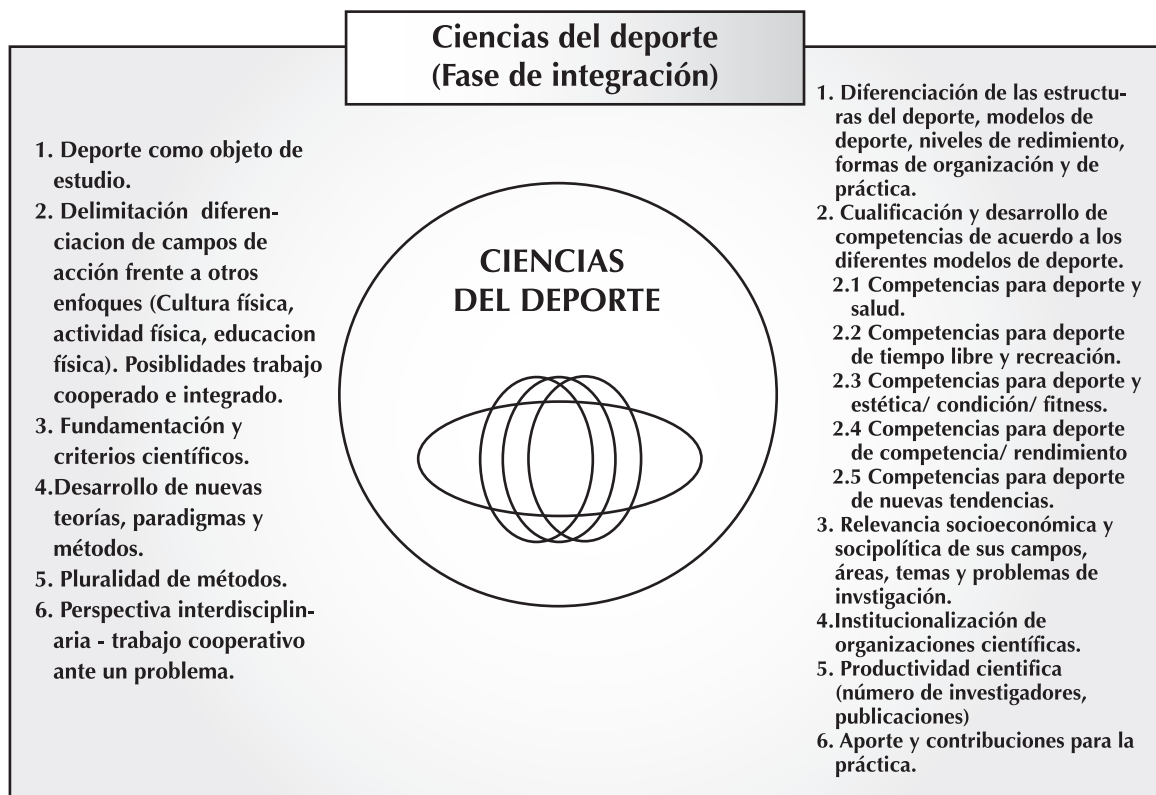 Ciencias del deporte
(Fase de integración)
1. Deporte como objeto de
estudio.
2. Delimitación diferen-
ciacion de campos de
acción frente a otros
enfoques (Cultura física,
actividad física, educacion
física). Posiblidades trabajo
cooperado e integrado.
3. Fundamentación y
criterios científicos.
4.Desarrollo de nuevas
teorías, paradigmas y
métodos.
5. Pluralidad de métodos.
6. Perspectiva interdisciplin-
aria - trabajo cooperativo
ante un problema.
CIENCIAS
DEL DEPORTE
1. Diferenciación de las estructu-
ras del deporte, modelos de
deporte, niveles de redimiento,
formas de organización y de
práctica.
2. Cualificación y desarrollo de
competencias de acuerdo a los
diferentes modelos de deporte.
2.1 Competencias para deporte y
salud.
2.2 Competencias para deporte
de tiempo libre y recreación.
2.3 Competencias para deporte y
estética/ condición/ fitness.
2.4 Competencias para deporte
de competencia/ rendimiento
2.5 Competencias para deporte
de nuevas tendencias.
3. Relevancia socioeconómica y
socipolítica de sus campos,
áreas, temas y problemas de
invstigación.
4.Institucionalización de
organizaciones científicas.
5. Productividad cientifica
(número de investigadores,
publicaciones)
6. Aporte y contribuciones para la
práctica.